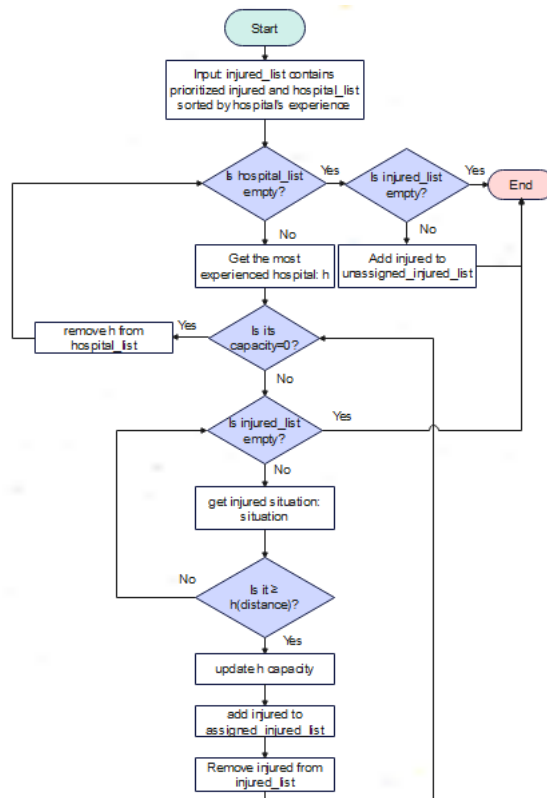 Start
Input: injured_list contains
prioritized injured and hospital_list
sorted by hospital's experience
Is hospital_list
empty?
Yes
Is injured_list
empty?
Yes
End
No
No
Get the most
experienced hospital: h
Add injured to
unassigned_injured_list
remove h from
hospital_list
Yes
Is its
capacity=0?
No
Is injured_list
empty?
Yes
No
get injured situation:
situation
No
Is it ≥
h(distance)?
Yes
update h capacity
add injured to
assigned_injured_list
Remove injured from
injured_list